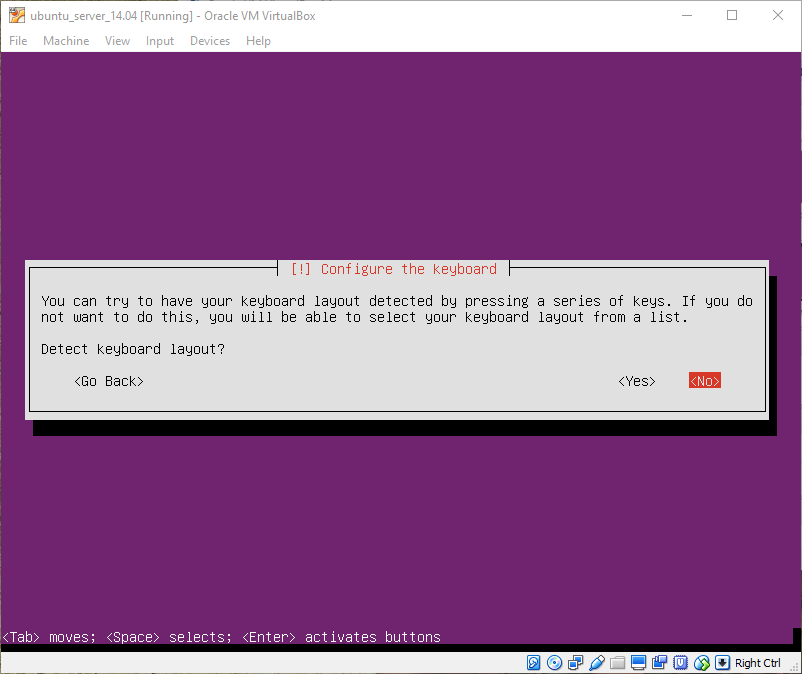 ubuntu_server_14.04 [Running] - Oracle VM VirtualBox
File Machine View Input Devices Help
[!] Configure the keyboard
You can try to have your keyboard layout detected by pressing a series of keys. If you do
not want to do this, you will be able to select your keyboard layout from a list.
Detect keyboard layout?
<Go Back> <Yes> <No>
<Tab> moves; <Space> selects; <Enter> activates buttons
Right Ctrl